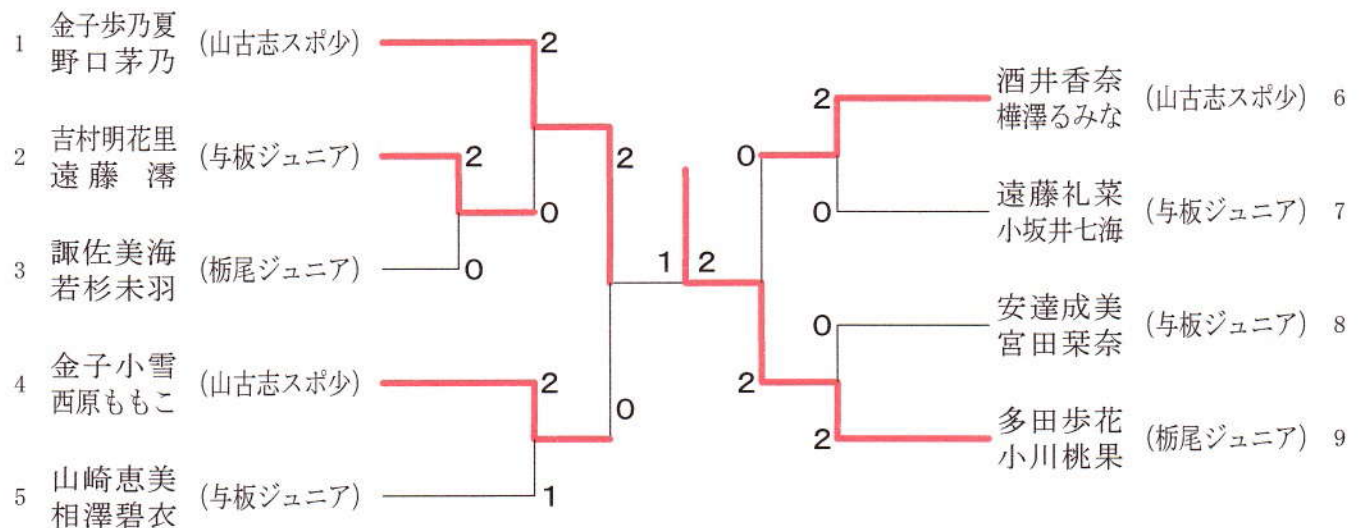 1 金子歩乃夏 (山古志スポ少)
野口茅乃
2
2 吉村明花里 (与板ジュニア)
遠藤 澪
2
0
3 諏佐美海 (栃尾ジュニア)
若杉未羽
0
2
4 金子小雪 (山古志スポ少)
西原ももこ
2
0
5 山崎恵美 (与板ジュニア)
相澤碧衣
1
1 2
2 酒井香奈 (山古志スポ少) 6
樺澤るみな
0
0 遠藤礼菜 (与板ジュニア) 7
小坂井七海
0 安達成美 (与板ジュニア) 8
宮田栞奈
2
2 多田歩花 (栃尾ジュニア) 9
小川桃果